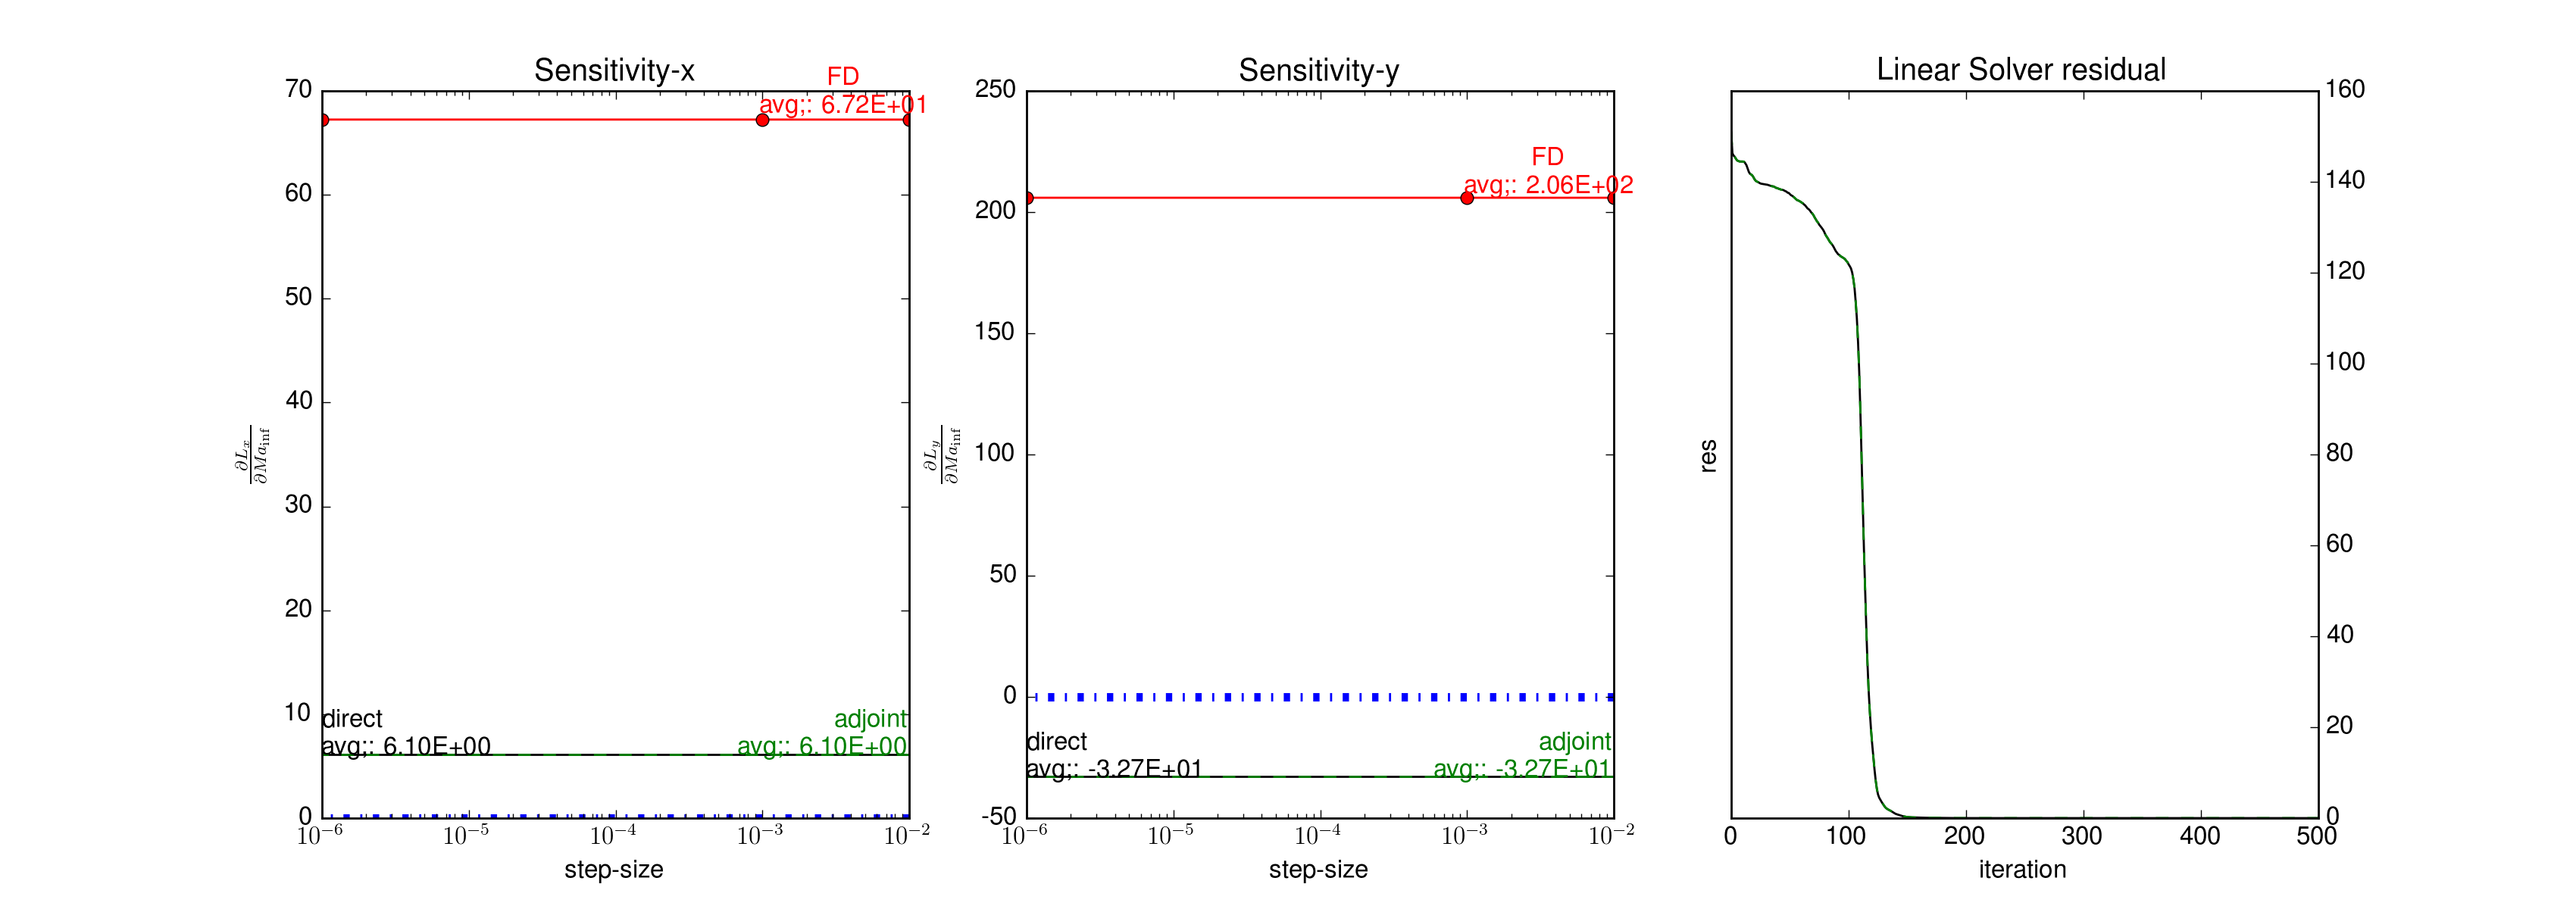 Sensitivity-x
FD
avg;: 6.72E+01
70
60
50
40
30
20
10
0
∂L_x
∂Ma_inf
direct
avg;: 6.10E+00
adjoint
avg;: 6.10E+00
10^-6 10^-5 10^-4 10^-3 10^-2
step-size
Sensitivity-y
FD
avg;: 2.06E+02
250
200
150
100
50
0
-50
∂L_y
∂Ma_inf
direct
avg;: -3.27E+01
adjoint
avg;: -3.27E+01
10^-6 10^-5 10^-4 10^-3 10^-2
step-size
Linear Solver residual
res
160
140
120
100
80
60
40
20
0
0 100 200 300 400 500
iteration